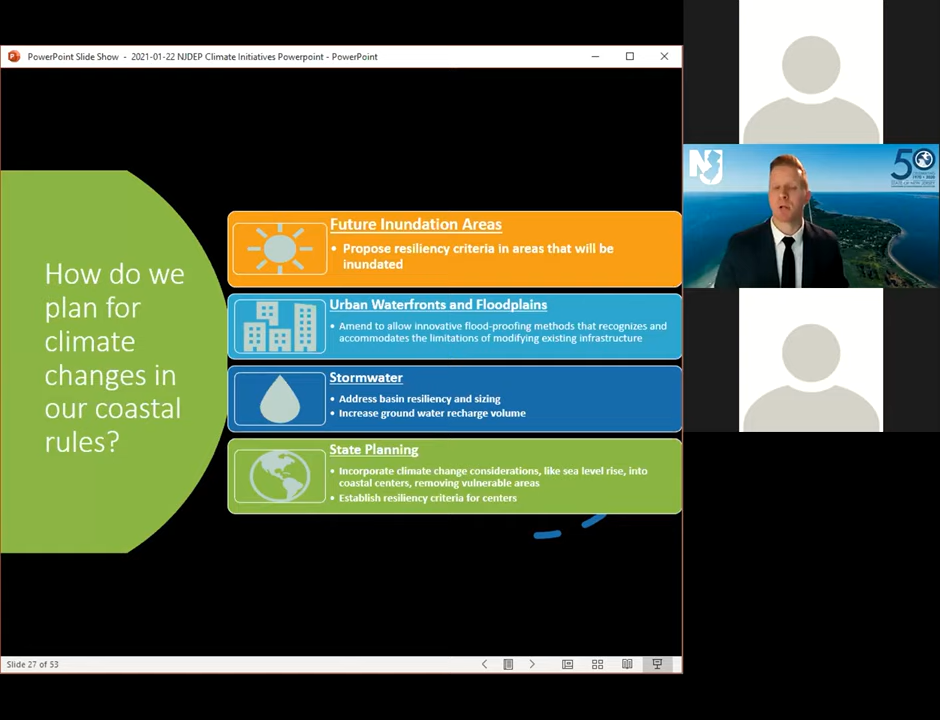 PowerPoint Slide Show - 2021-01-22 NJDEP Climate Initiatives Powerpoint - PowerPoint
How do we
plan for
climate
changes in
our coastal
rules?
Future Inundation Areas
• Propose resiliency criteria in areas that will be
inundated
Urban Waterfronts and Floodplains
• Amend to allow innovative flood-proofing methods that recognizes and
accommodates the limitations of modifying existing infrastructure
Stormwater
• Address basin resiliency and sizing
• Increase ground water recharge volume
State Planning
• Incorporate climate change considerations, like sea level rise, into
coastal centers, removing vulnerable areas
• Establish resiliency criteria for centers
Slide 27 of 53
NJ
50